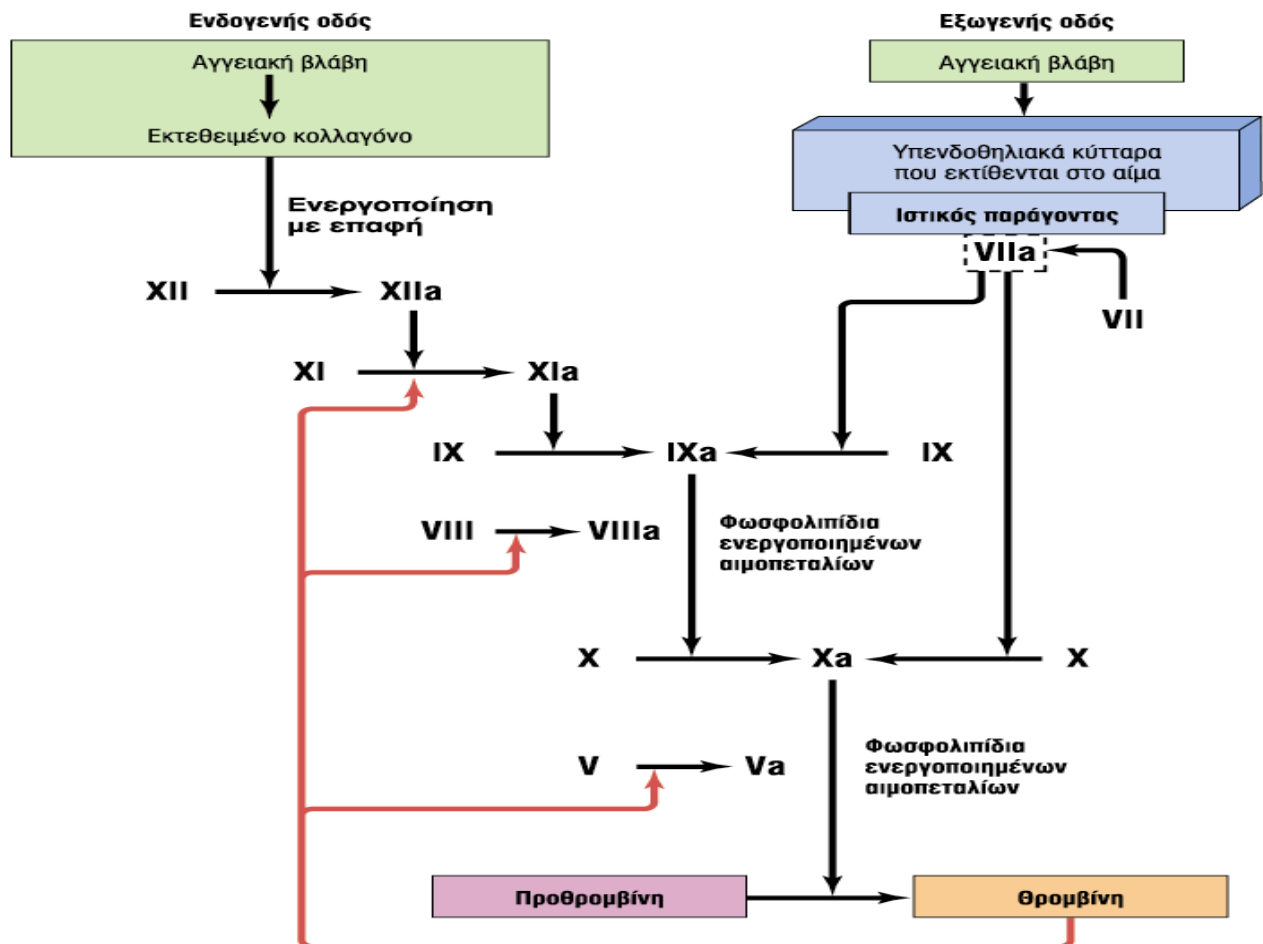 Ενδογενής οδός
Αγγειακή βλάβη
Εκτεθειμένο κολλαγόνο
Ενεργοποίηση
με επαφή
Εξωγενής οδός
Αγγειακή βλάβη
Υπενδοθηλιακά κύτταρα
που εκτίθενται στο αίμα
Ιστικός παράγοντας
VIIa
VII
XII XIIa
XI XIa
IX IXa IX
VIII VIIIa
Φωσφολιπίδια
ενεργοποιημένων
αιμοπεταλίων
X Xa X
V Va
Φωσφολιπίδια
ενεργοποιημένων
αιμοπεταλίων
Προθρομβίνη
Θρομβίνη